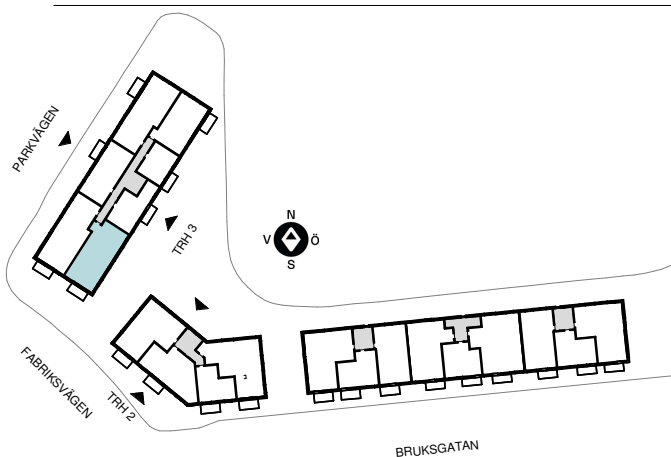 PARKVÄGEN
TRH 3
N
V Ö
S
FABRIKSVÄGEN
TRH 2
BRUKSGATAN